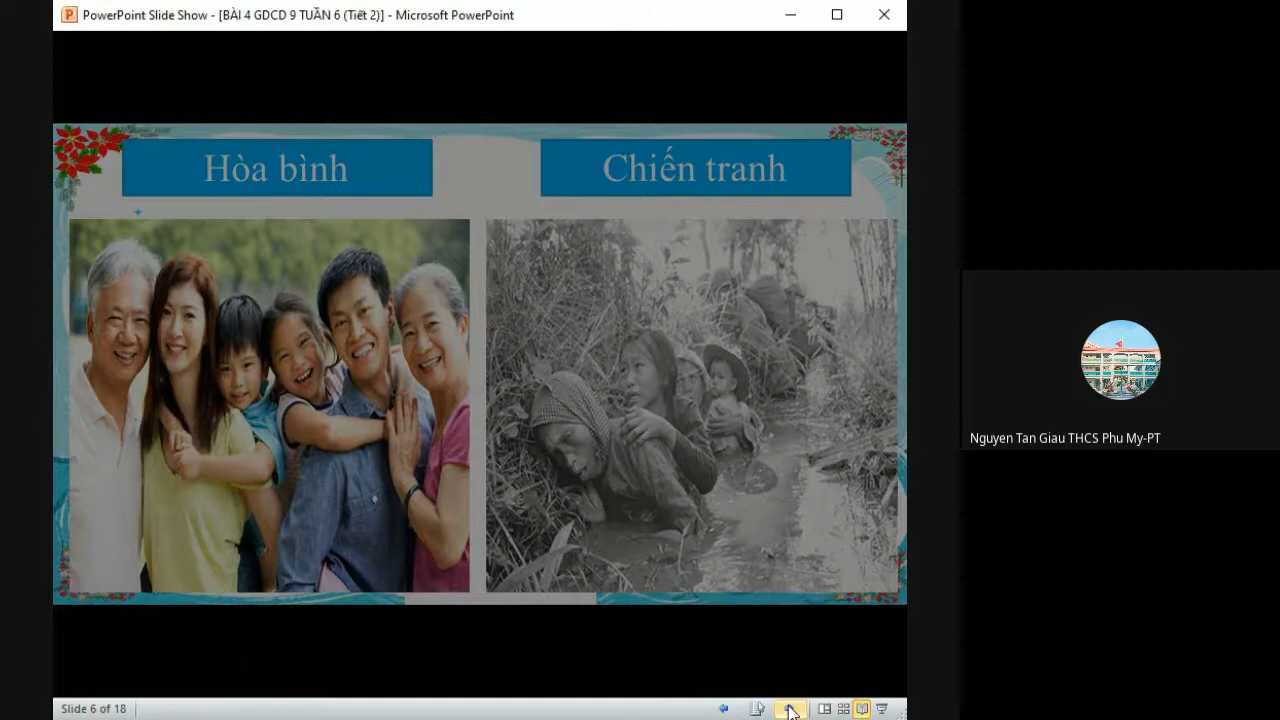 PowerPoint Slide Show - [BÀI 4 GDCD 9 TUẦN 6 (Tiết 2)] - Microsoft PowerPoint
Hòa bình
Chiến tranh
Nguyen Tan Giau THCS Phu My-PT
Slide 6 of 18